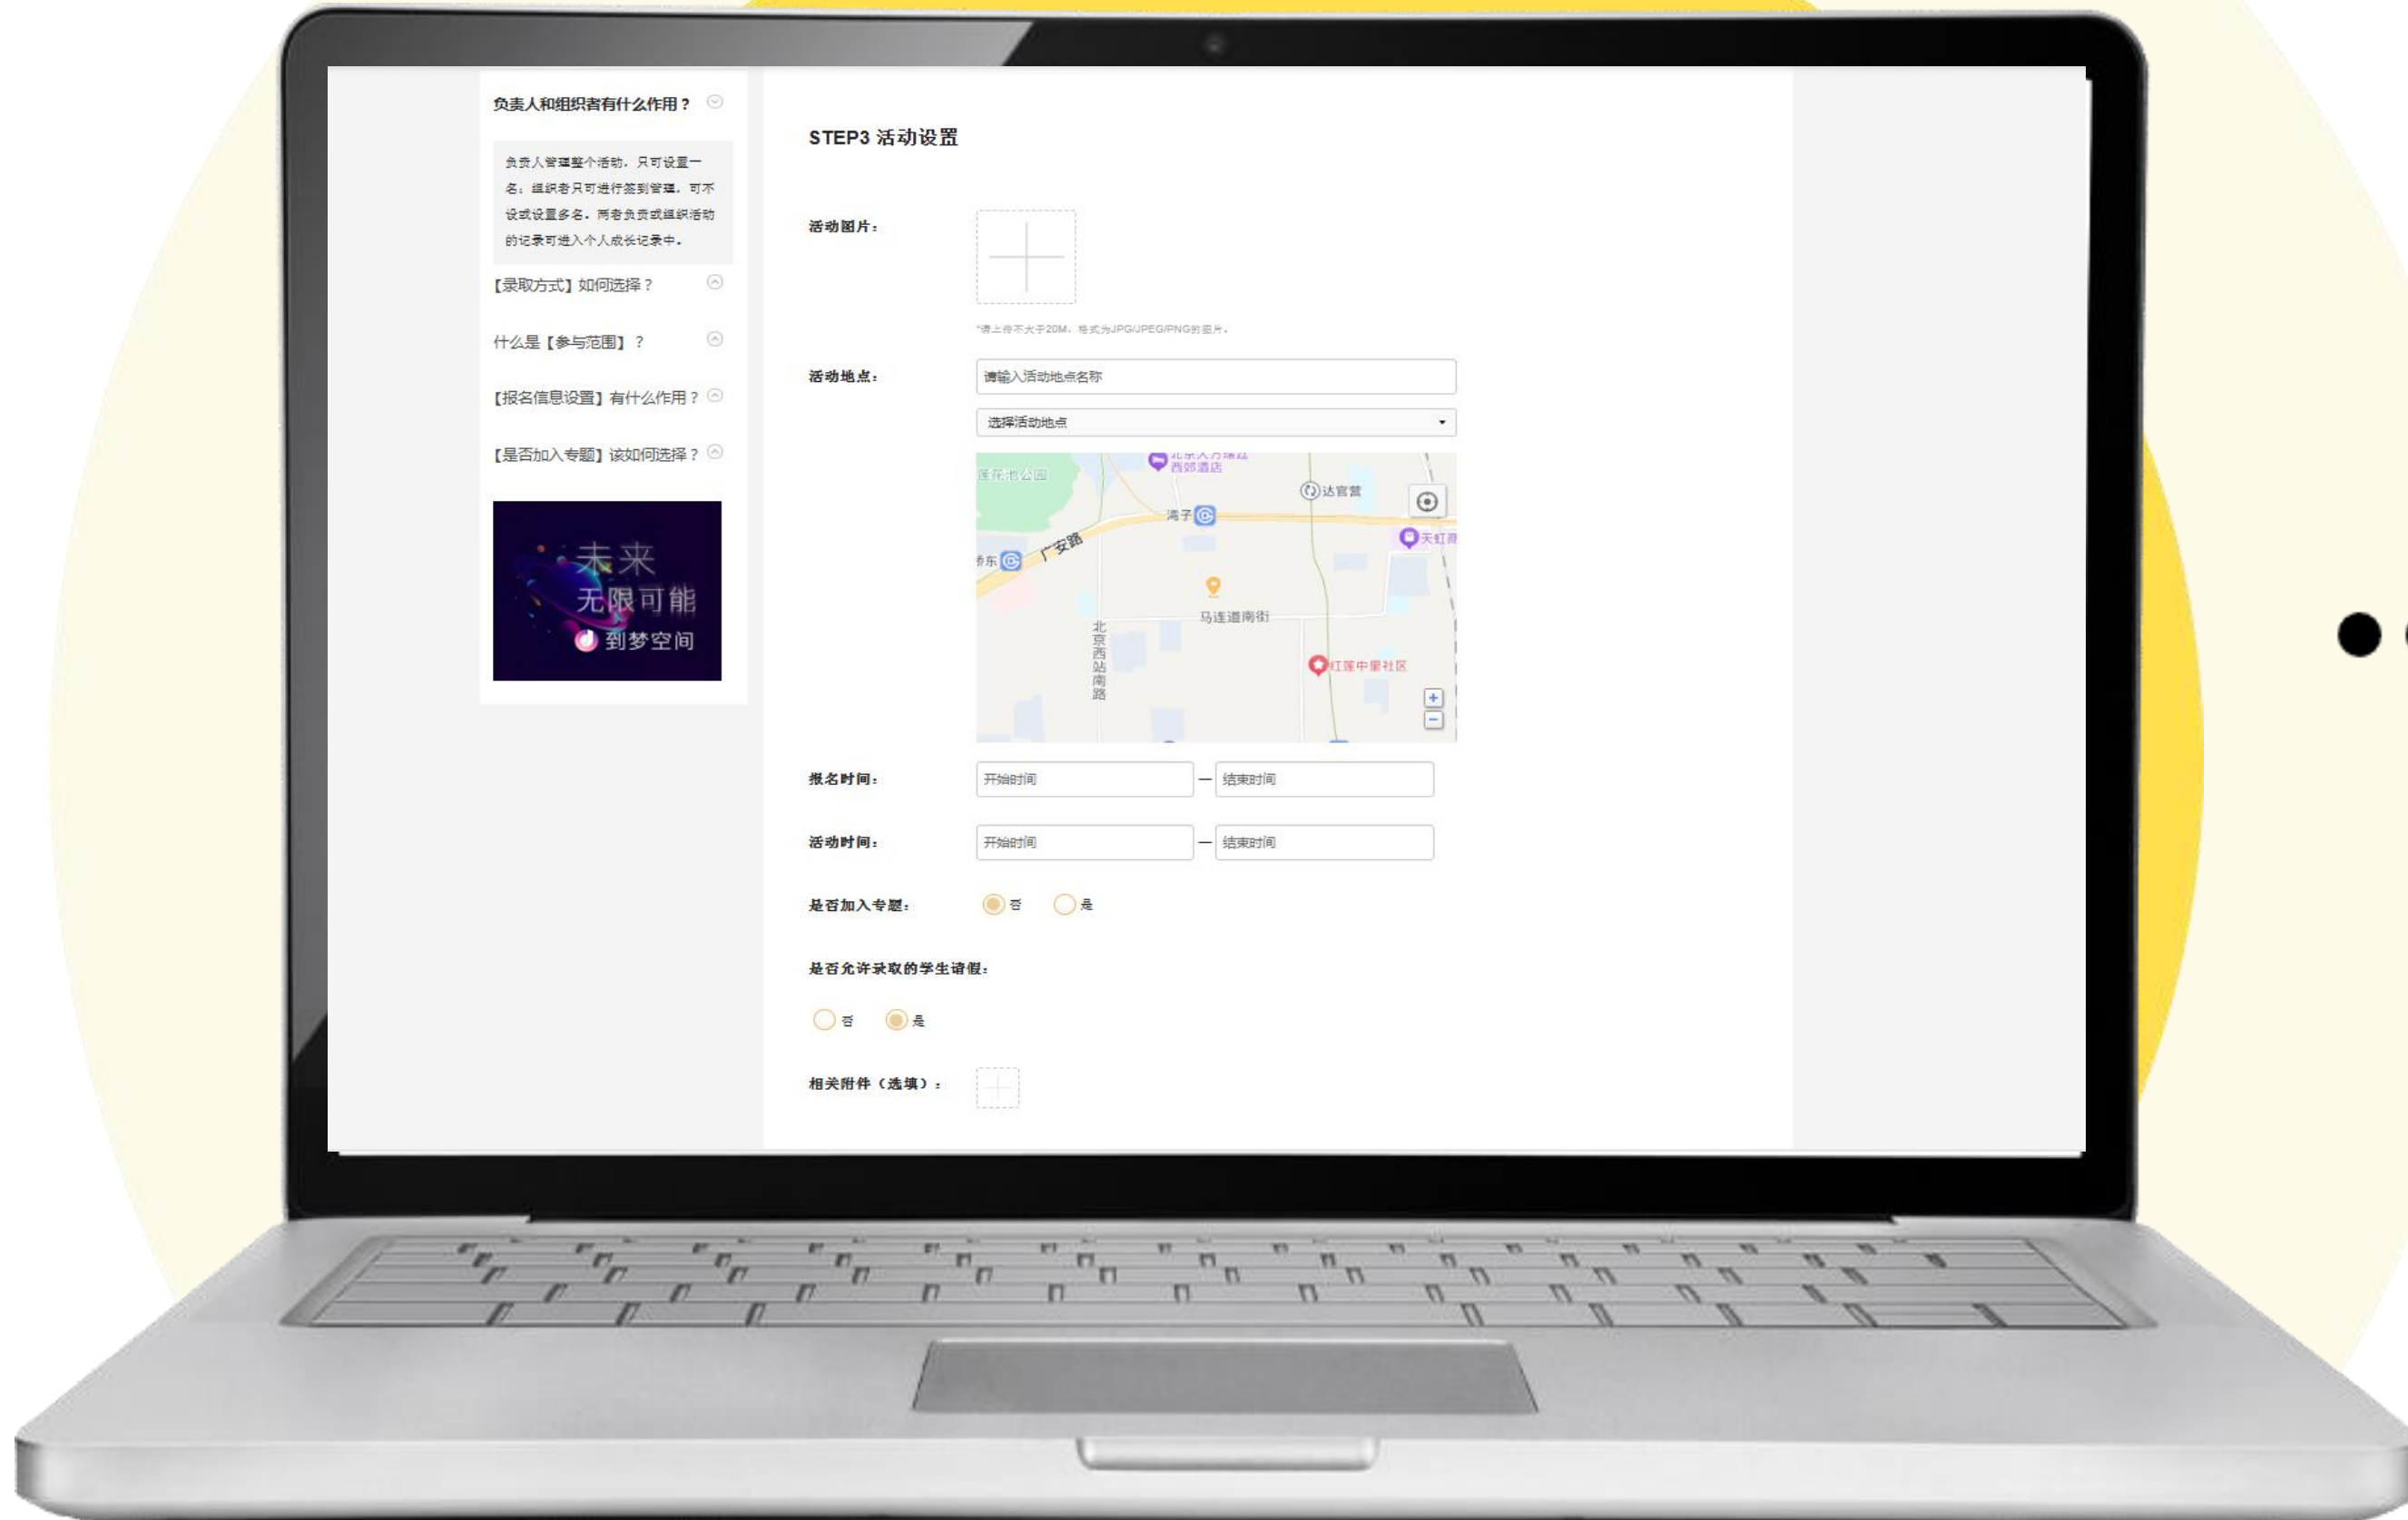 负责人和组织者有什么作用？
负责人管理整个活动，只可设置一
名；组织者只可进行签到管理，可不
设或设置多名。两者负责或组织活动
的记录可进入个人成长记录中。
【录取方式】如何选择？
什么是【参与范围】？
【报名信息设置】有什么作用？
【是否加入专题】该如何选择？
未来
无限可能
到梦空间
STEP3 活动设置
活动图片：
*请上传不大于20M，格式为JPG/JPEG/PNG的图片。
活动地点：
请输入活动地点名称
选择活动地点
莲花池公园
西郊酒店
达官营
湾子
天虹商
桥东
广安路
马连道南街
北京西站南路
红莲中里社区
报名时间：
开始时间 — 结束时间
活动时间：
开始时间 — 结束时间
是否加入专题： 否 是
是否允许录取的学生请假：
否 是
相关附件（选填）：